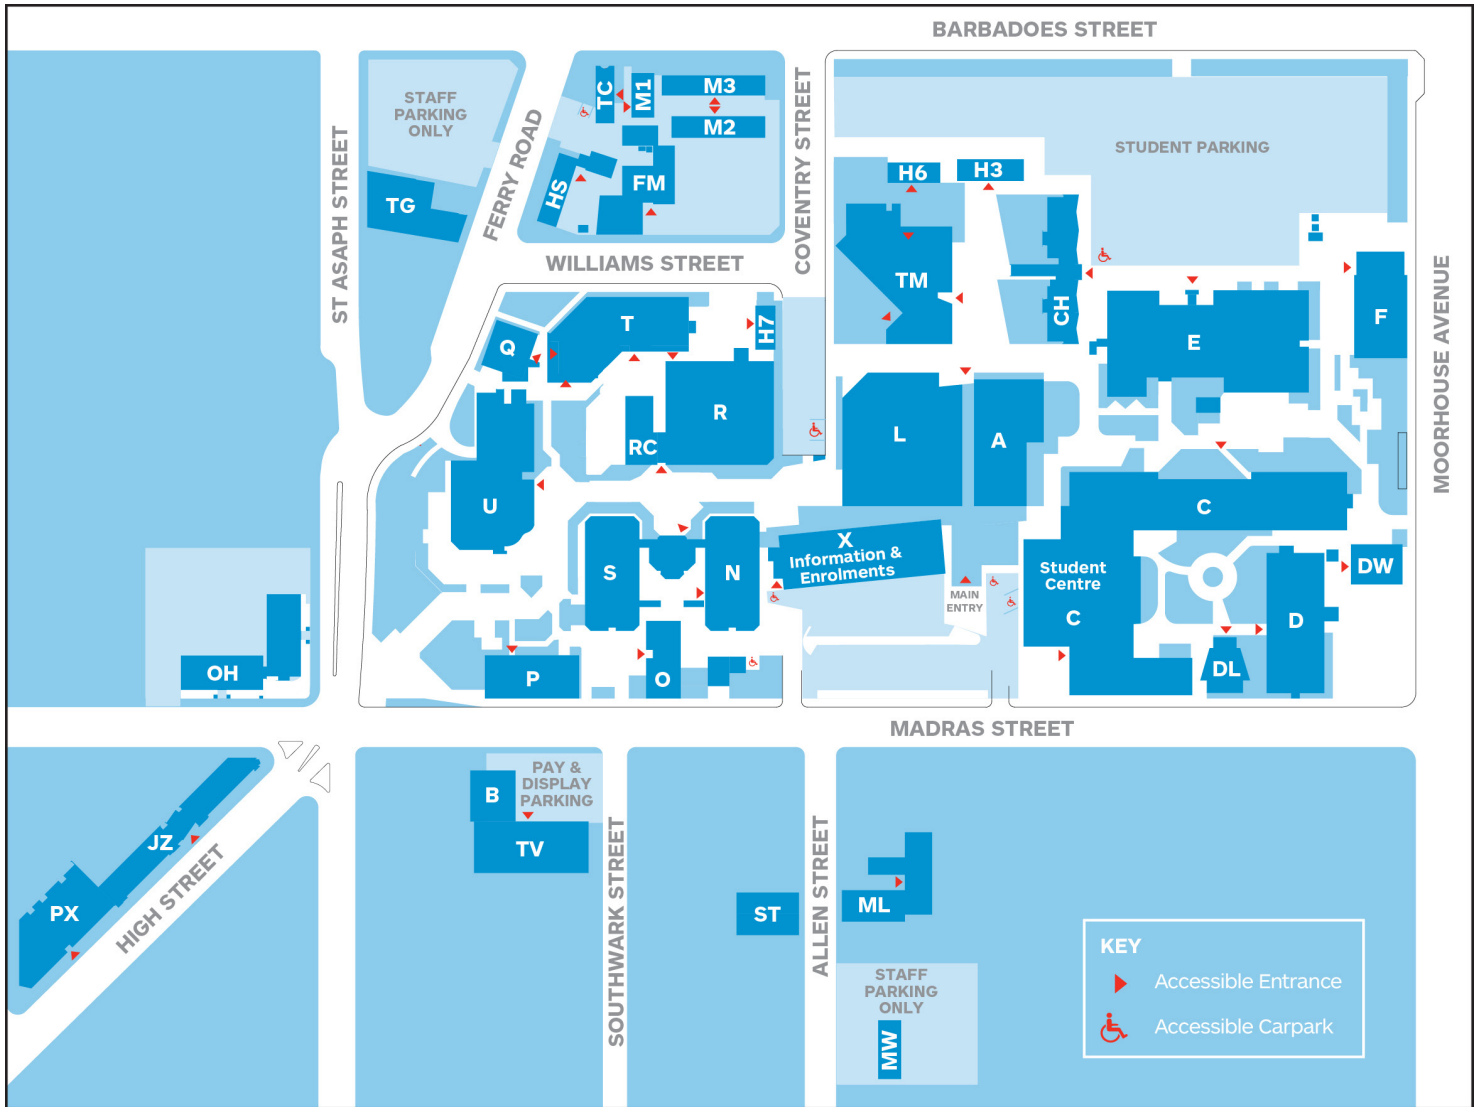 BARBADOES STREET
STAFF
PARKING
ONLY
TG
ST ASAPH STREET
FERRY ROAD
TC
M1
M3
M2
HS
FM
COVENTRY STREET
WILLIAMS STREET
STUDENT PARKING
H6
H3
TM
CH
E
F
MOORHOUSE AVENUE
Q
T
H7
R
RC
U
L
A
C
S
N
X
Information &
Enrolments
MAIN
ENTRY
Student
Centre
C
DW
D
DL
OH
P
O
MADRAS STREET
JZ
PX
HIGH STREET
B
PAY &
DISPLAY
PARKING
TV
SOUTHWARK STREET
ST
ALLEN STREET
ML
STAFF
PARKING
ONLY
MW
KEY
Accessible Entrance
Accessible Carpark